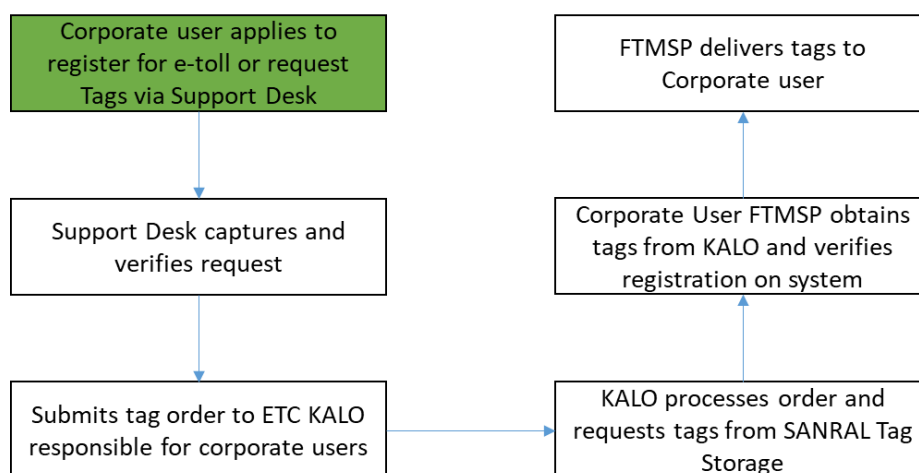 Corporate user applies to
register for e-toll or request
Tags via Support Desk
Support Desk captures and
verifies request
Submits tag order to ETC KALO
responsible for corporate users
KALO processes order and
requests tags from SANRAL Tag
Storage
Corporate User FTMSP obtains
tags from KALO and verifies
registration on system
FTMSP delivers tags to
Corporate user